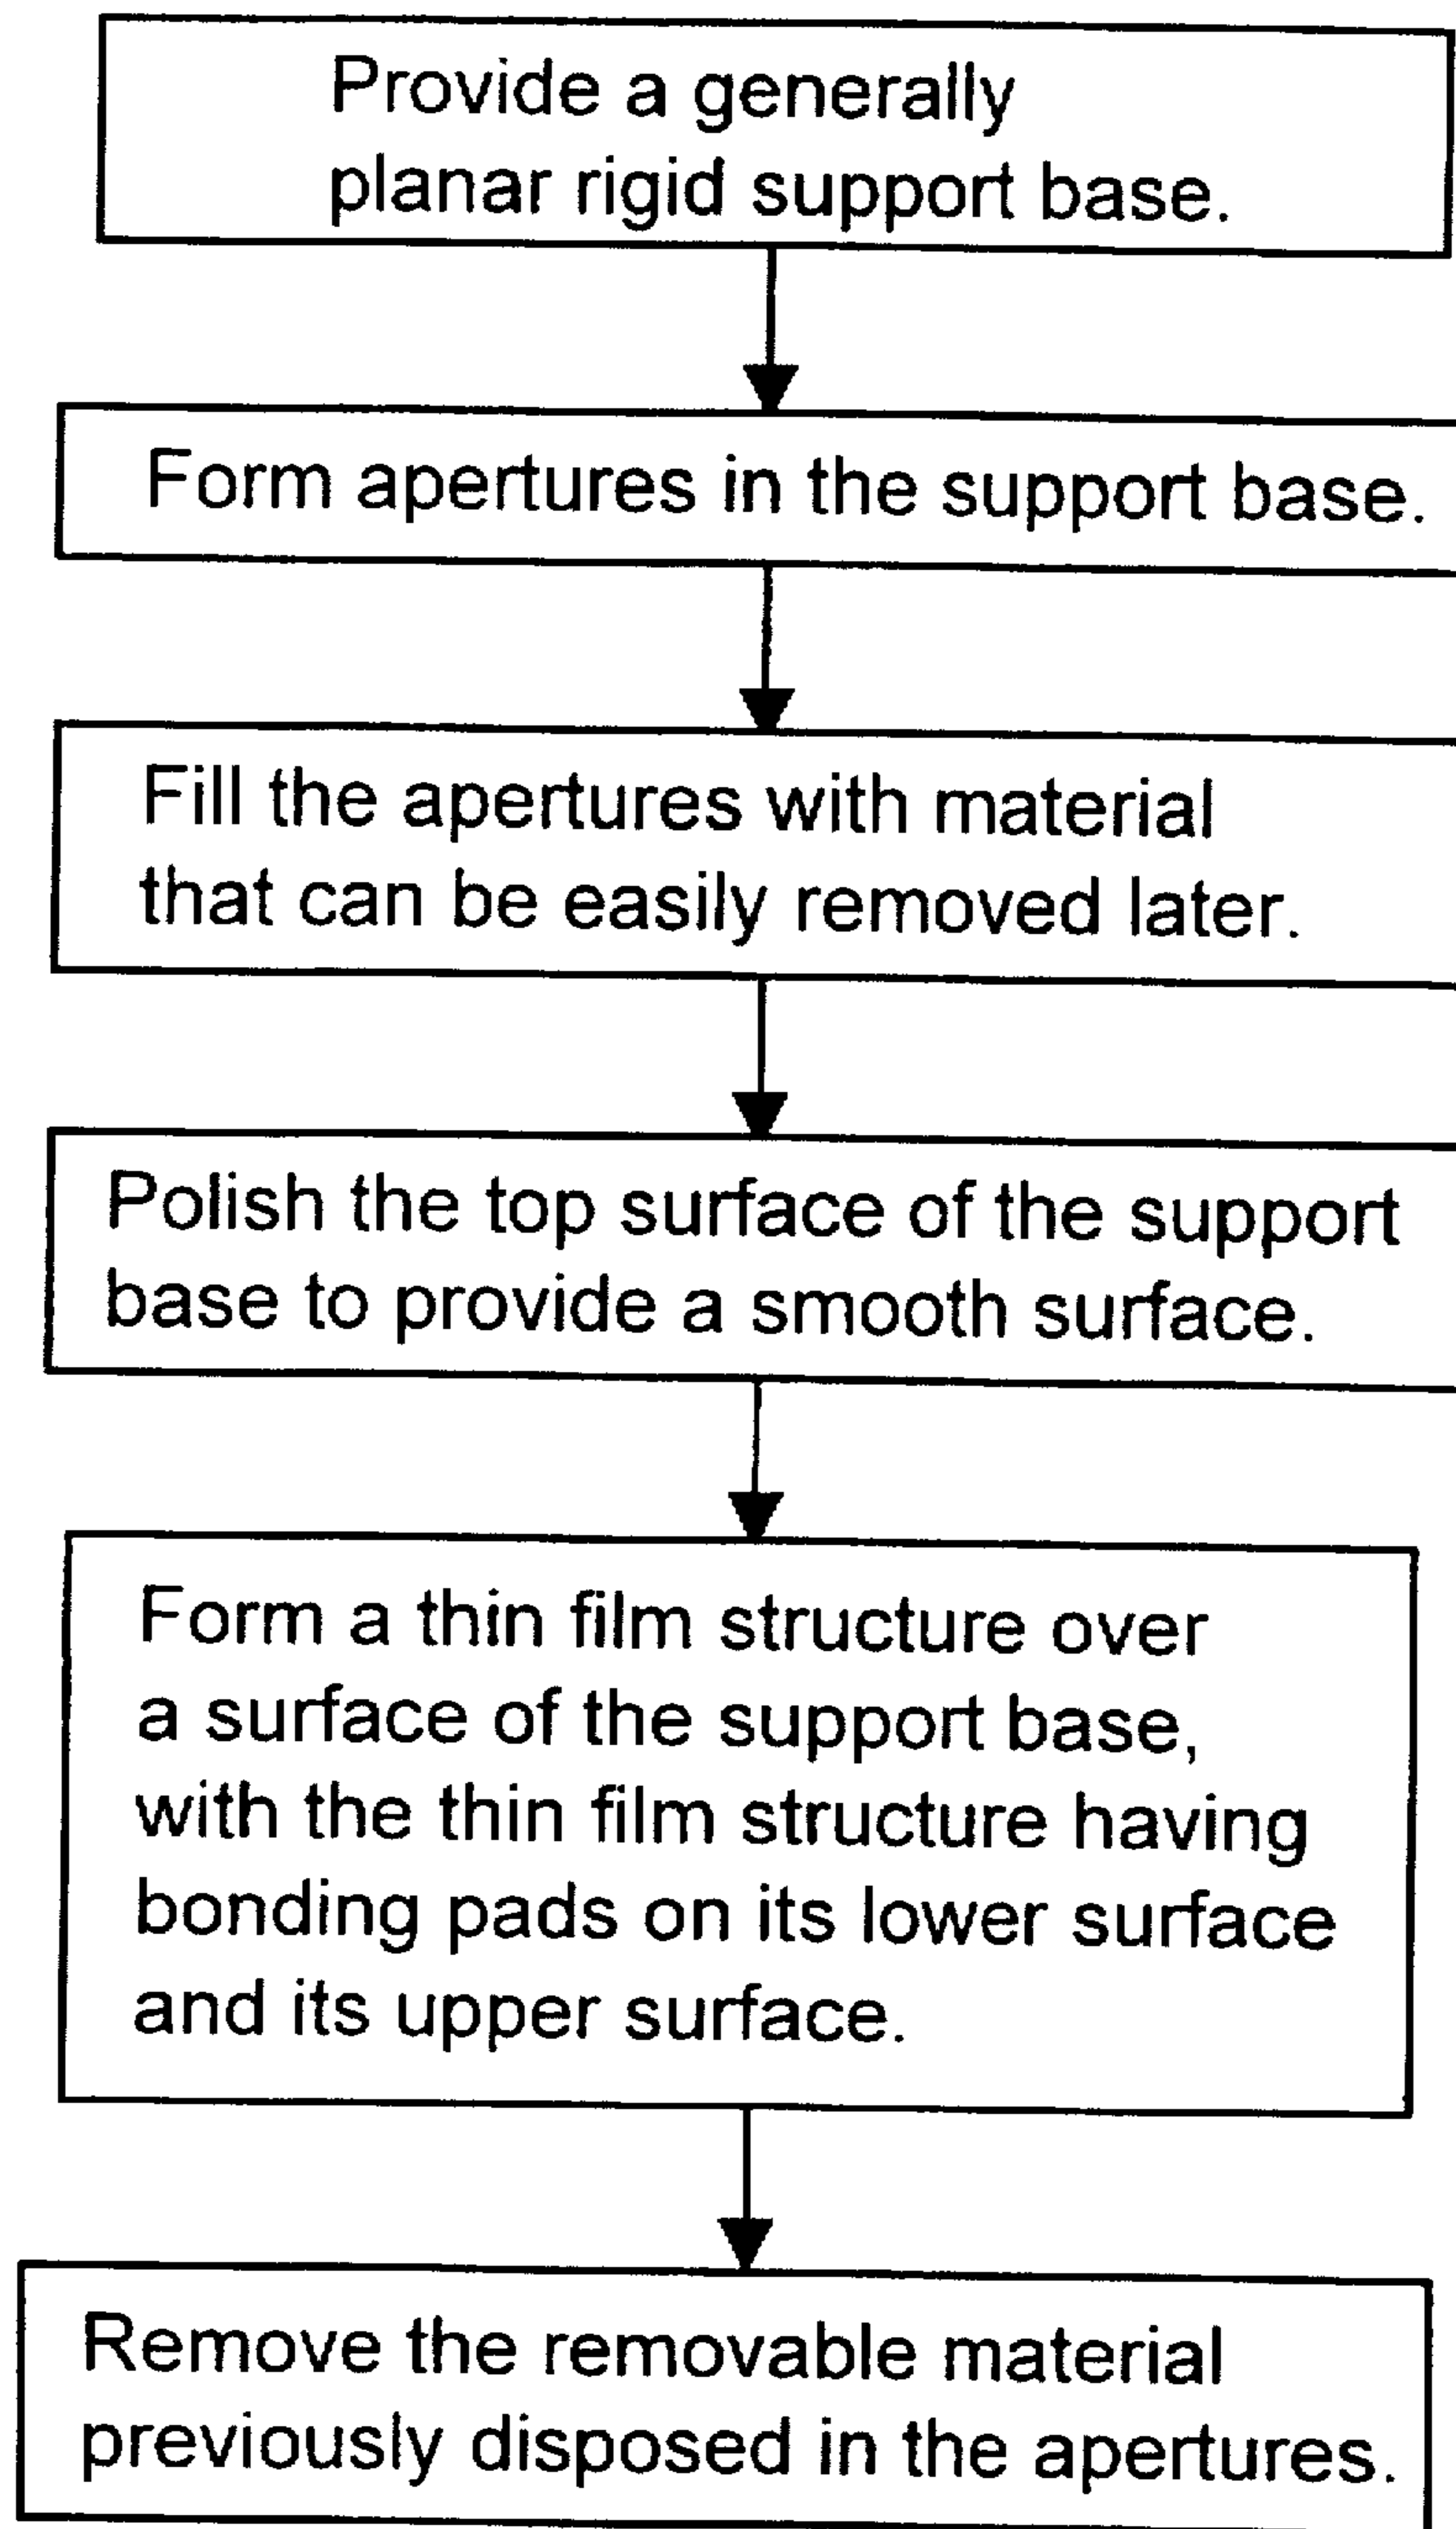 Provide a generally
planar rigid support base.
Form apertures in the support base.
Fill the apertures with material
that can be easily removed later.
Polish the top surface of the support
base to provide a smooth surface.
Form a thin film structure over
a surface of the support base,
with the thin film structure having
bonding pads on its lower surface
and its upper surface.
Remove the removable material
previously disposed in the apertures.